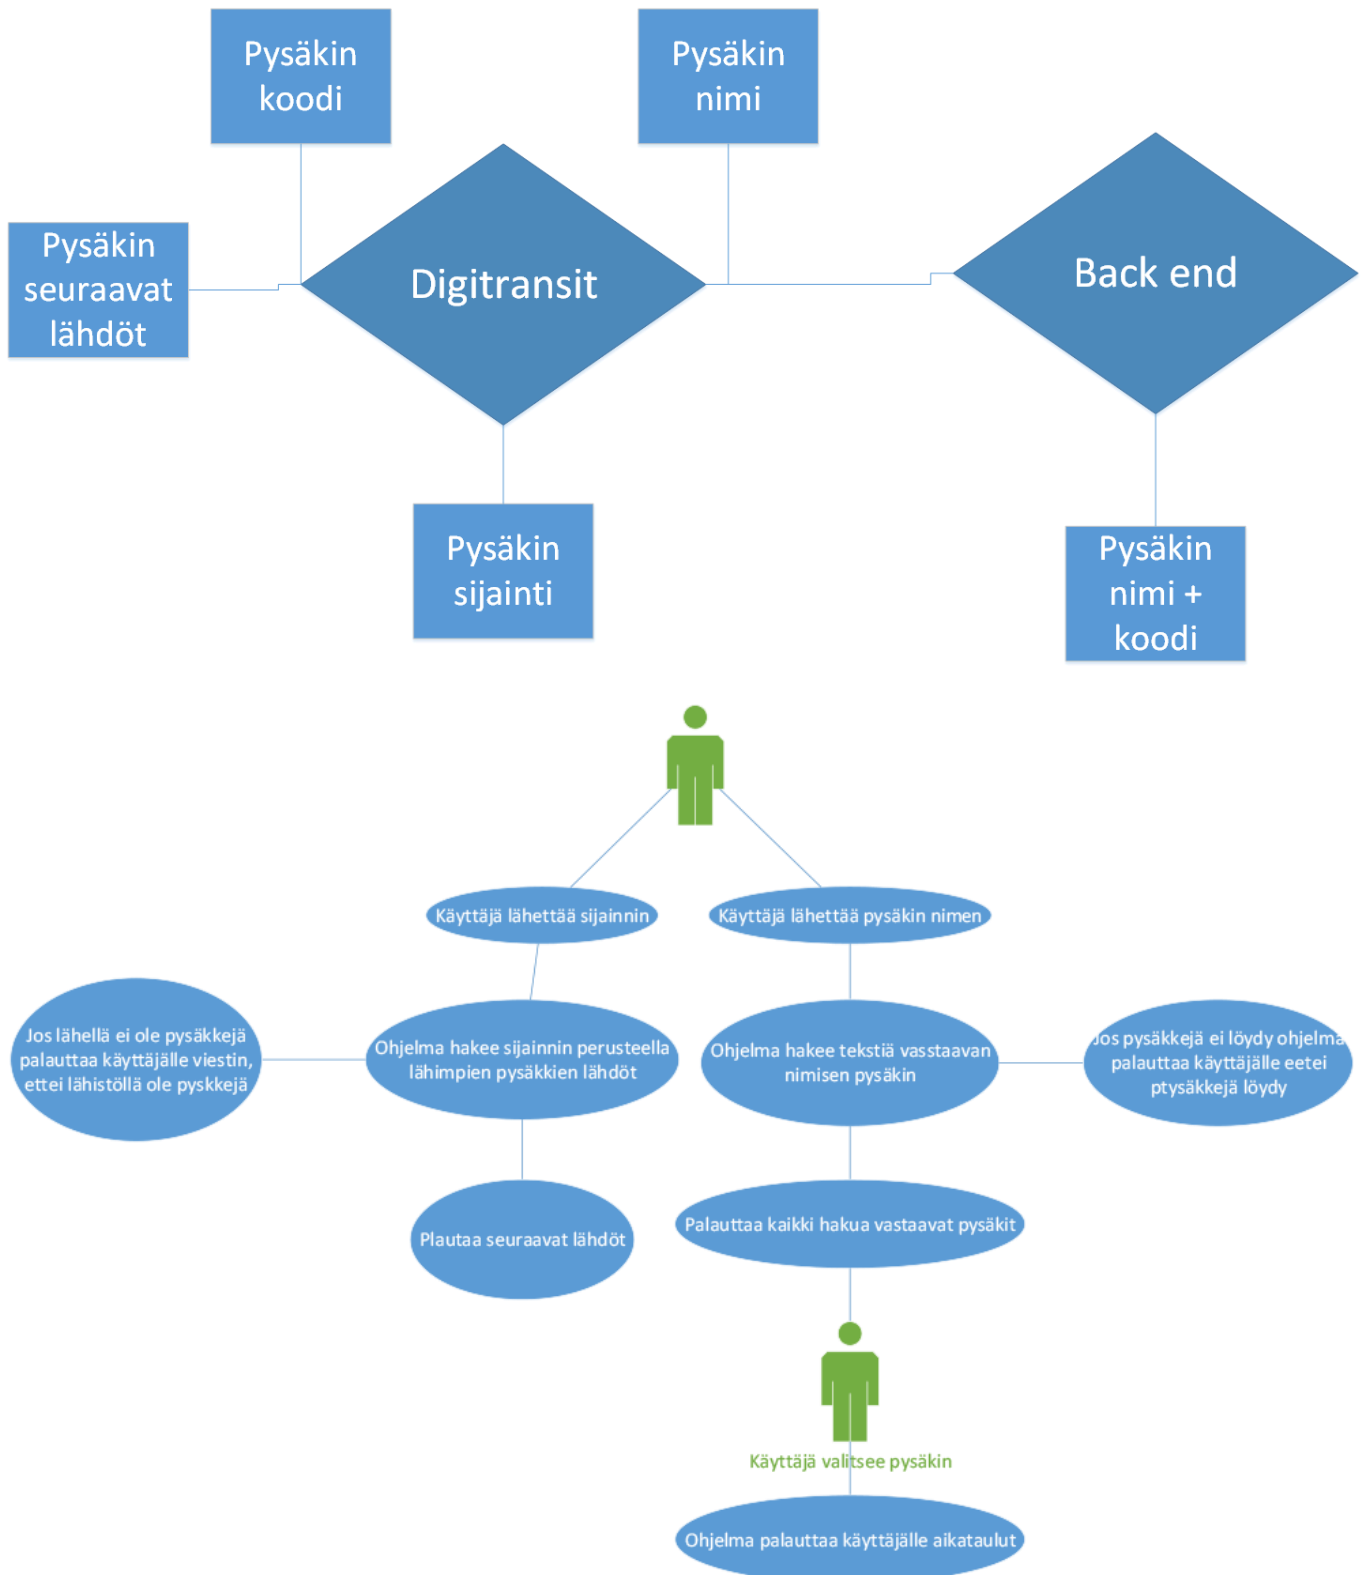 Pysäkin
koodi
Pysäkin
nimi
Pysäkin
seuraavat
lähdöt
Digitransit
Back end
Pysäkin
sijainti
Pysäkin
nimi +
koodi
Käyttäjä lähettää sijainnin
Käyttäjä lähettää pysäkin nimen
Jos lähellä ei ole pysäkkejä
palauttaa käyttäjälle viestin,
ettei lähistöllä ole pyskkejä
Ohjelma hakee sijainnin perusteella
lähimpien pysäkkien lähdöt
Ohjelma hakee tekstiä vasstaavan
nimisen pysäkin
Jos pysäkkejä ei löydy ohjelma
palauttaa käyttäjälle eetei
ptysäkkejä löydy
Plautaa seuraavat lähdöt
Palauttaa kaikki hakua vastaavat pysäkit
Käyttäjä valitsee pysäkin
Ohjelma palauttaa käyttäjälle aikataulut